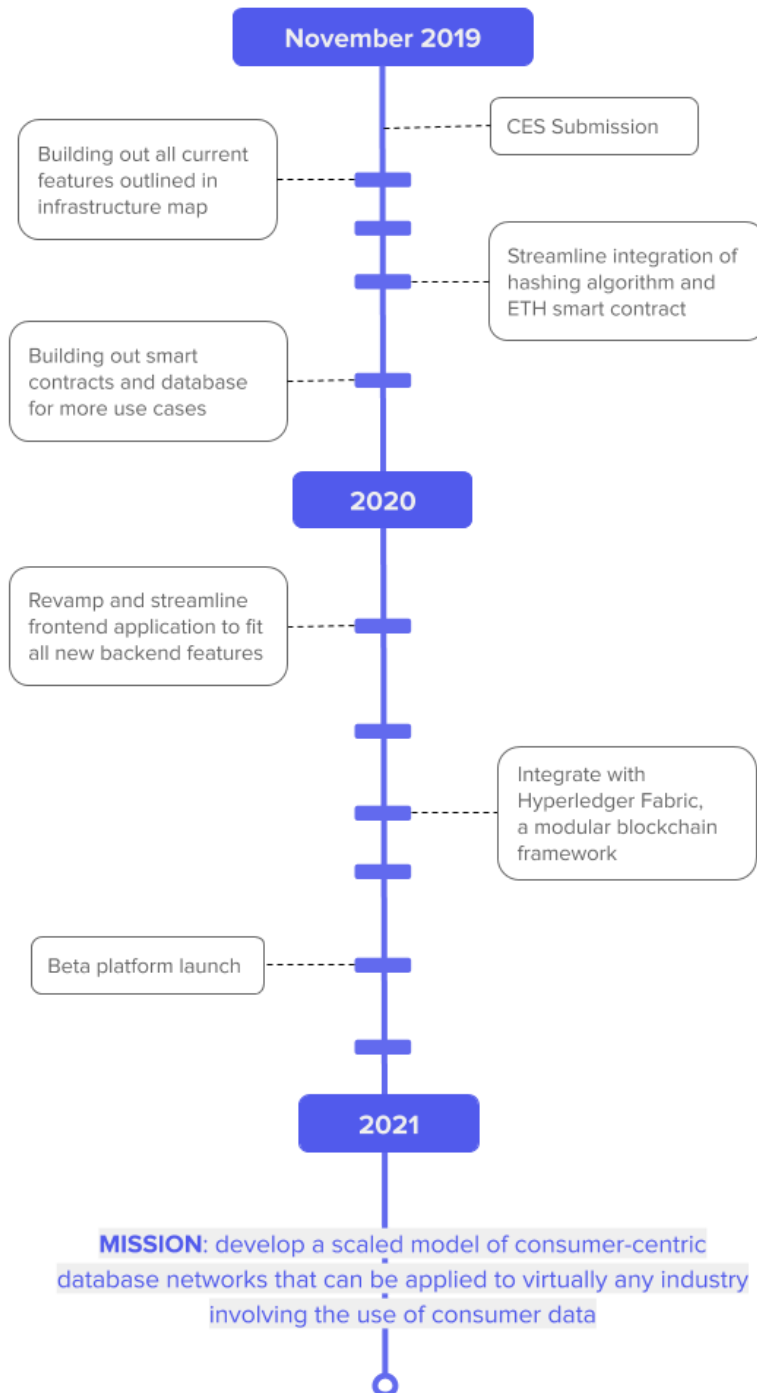 November 2019
CES Submission
Building out all current
features outlined in
infrastructure map
Streamline integration of
hashing algorithm and
ETH smart contract
Building out smart
contracts and database
for more use cases
2020
Revamp and streamline
frontend application to fit
all new backend features
Integrate with
Hyperledger Fabric,
a modular blockchain
framework
Beta platform launch
2021
MISSION: develop a scaled model of consumer-centric
database networks that can be applied to virtually any industry
involving the use of consumer data